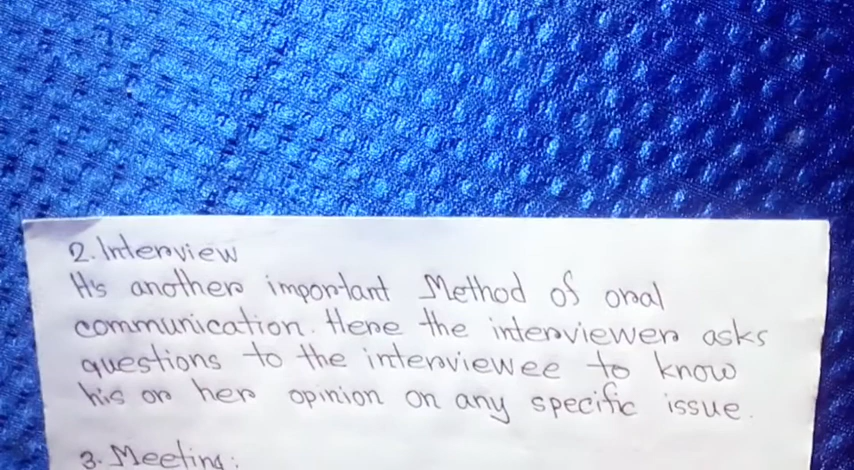 2. Interview
It's another important Method of oral
communication. Here the interviewer asks
questions to the interviewee to know
his or her opinion on any specific issue.
3. Meeting: